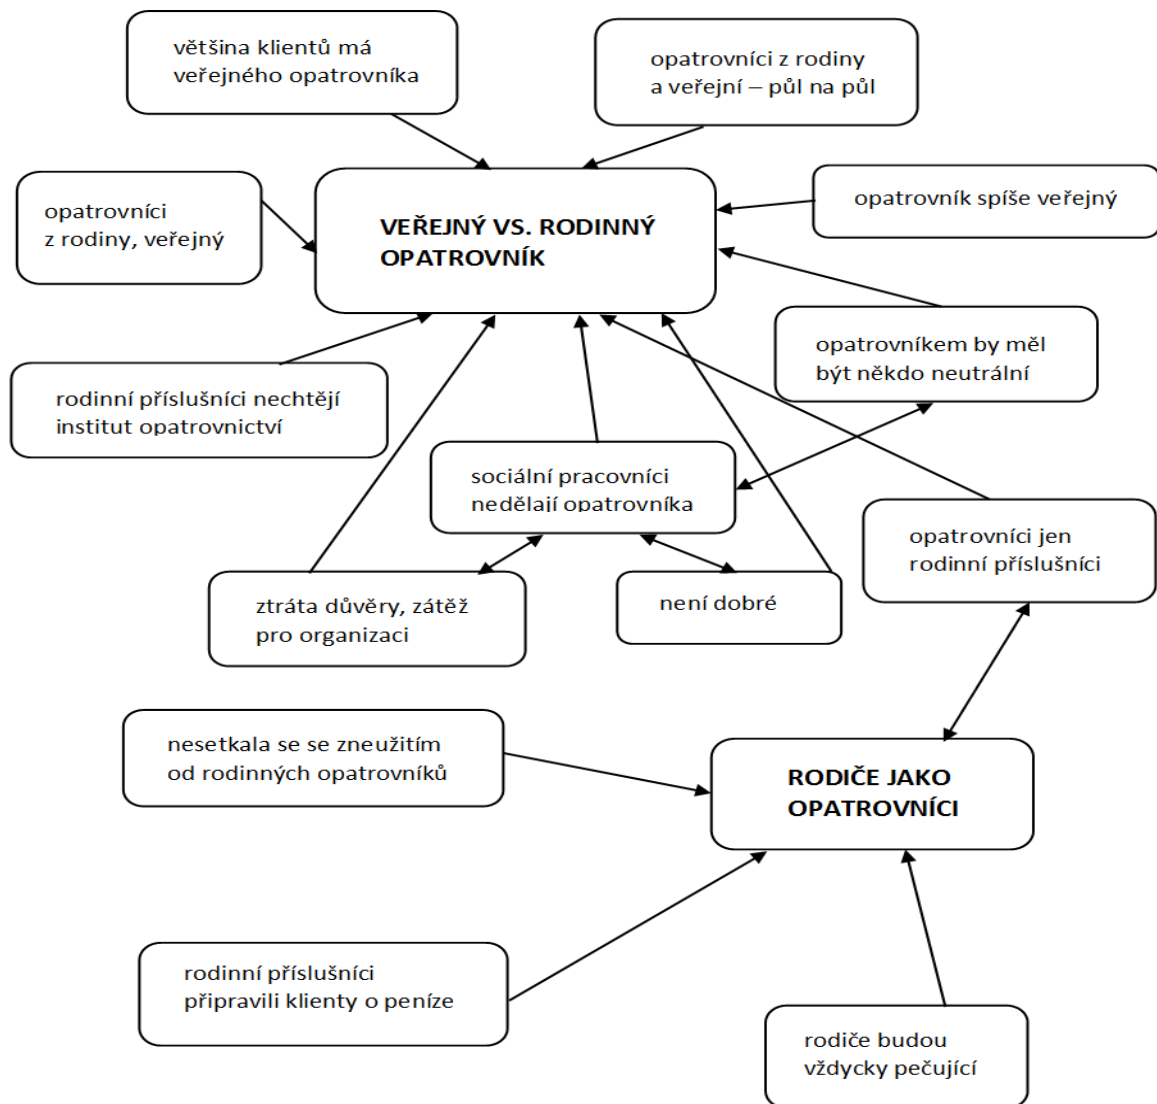 většina klientů má
veřejného opatrovníka
opatrovníci z rodiny
a veřejní – půl na půl
opatrovníci
z rodiny, veřejný
VEŘEJNÝ VS. RODINNÝ
OPATROVNÍK
opatrovník spíše veřejný
rodinní příslušníci nechtějí
institut opatrovnictví
opatrovníkem by měl
být někdo neutrální
sociální pracovníci
nedělají opatrovníka
opatrovníci jen
rodinní příslušníci
ztráta důvěry, zátěž
pro organizaci
není dobré
nesetkala se se zneužitím
od rodinných opatrovníků
RODIČE JAKO
OPATROVNÍCI
rodinní příslušníci
připravili klienty o peníze
rodiče budou
vždycky pečující